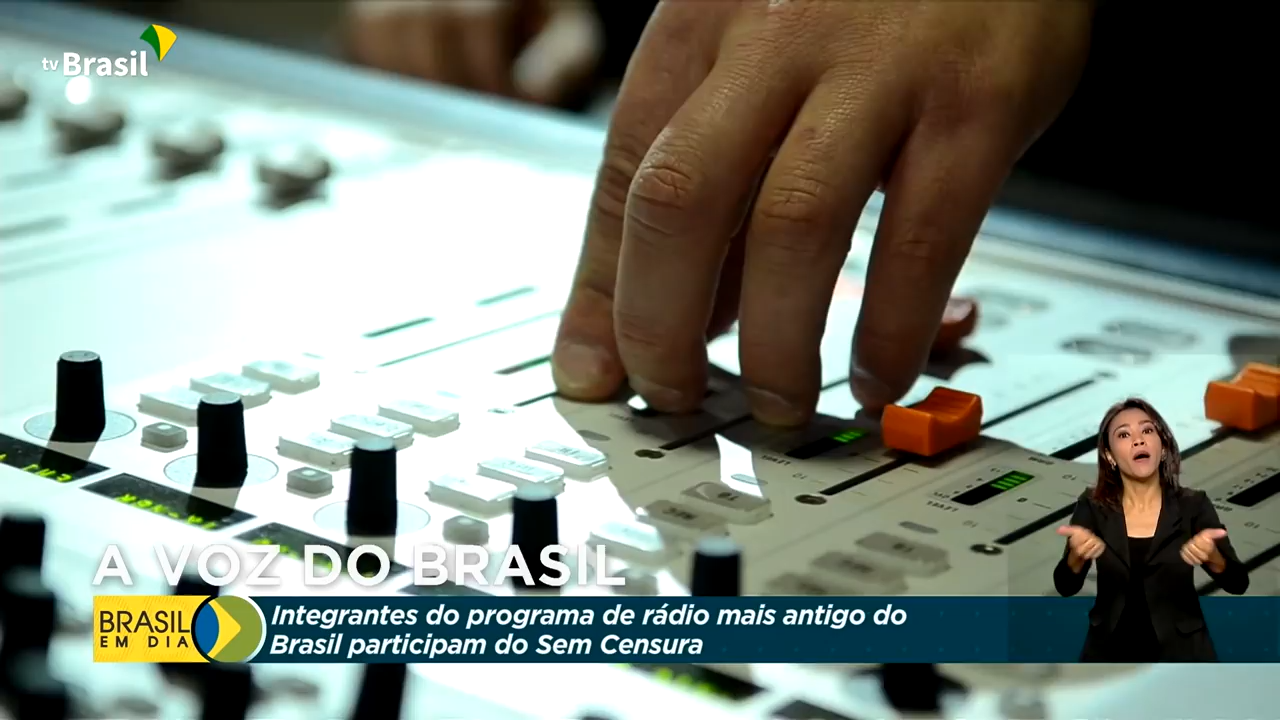 tv Brasil
A VOZ DO BRASIL
BRASIL
EM DIA
Integrantes do programa de rádio mais antigo do
Brasil participam do Sem Censura